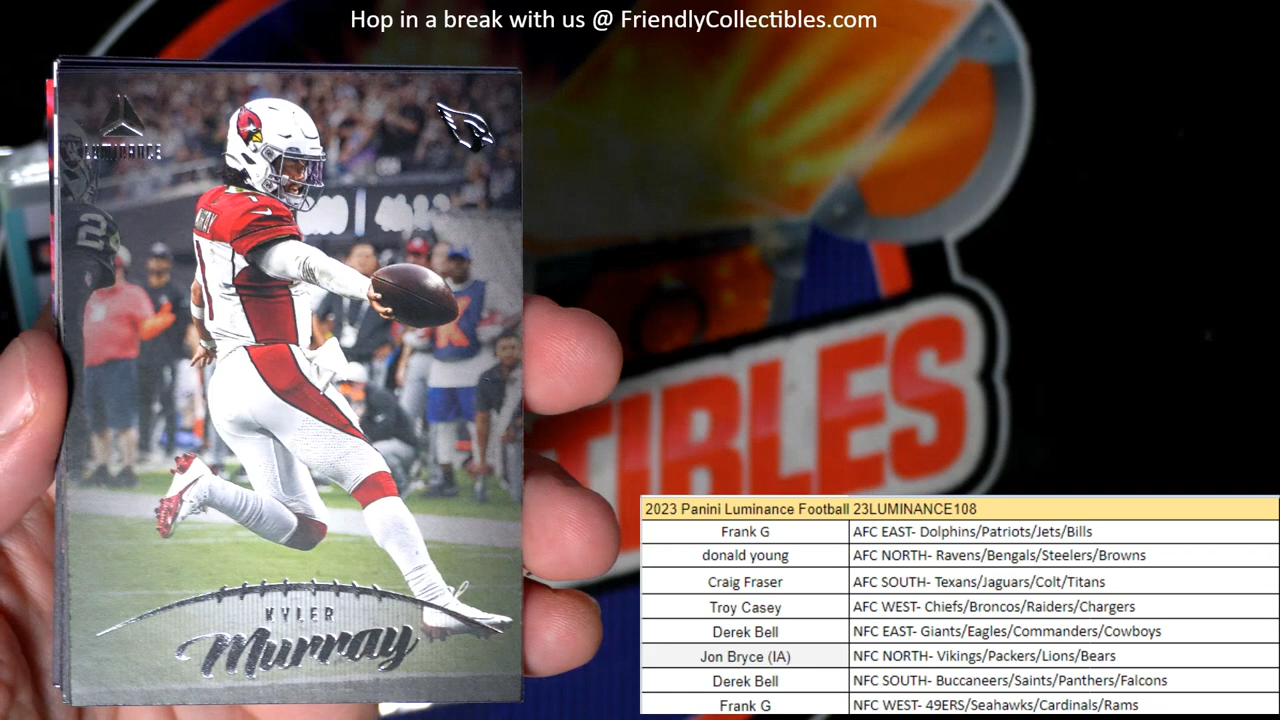 Hop in a break with us @ FriendlyCollectibles.com
LUMINANCE
2
1
TIBLES
KYLER
Murray
2023 Panini Luminance Football 23LUMINANCE108
Frank G AFC EAST- Dolphins/Patriots/Jets/Bills
donald young AFC NORTH- Ravens/Bengals/Steelers/Browns
Craig Fraser AFC SOUTH- Texans/Jaguars/Colt/Titans
Troy Casey AFC WEST- Chiefs/Broncos/Raiders/Chargers
Derek Bell NFC EAST- Giants/Eagles/Commanders/Cowboys
Jon Bryce (IA) NFC NORTH- Vikings/Packers/Lions/Bears
Derek Bell NFC SOUTH- Buccaneers/Saints/Panthers/Falcons
Frank G NFC WEST- 49ERS/Seahawks/Cardinals/Rams